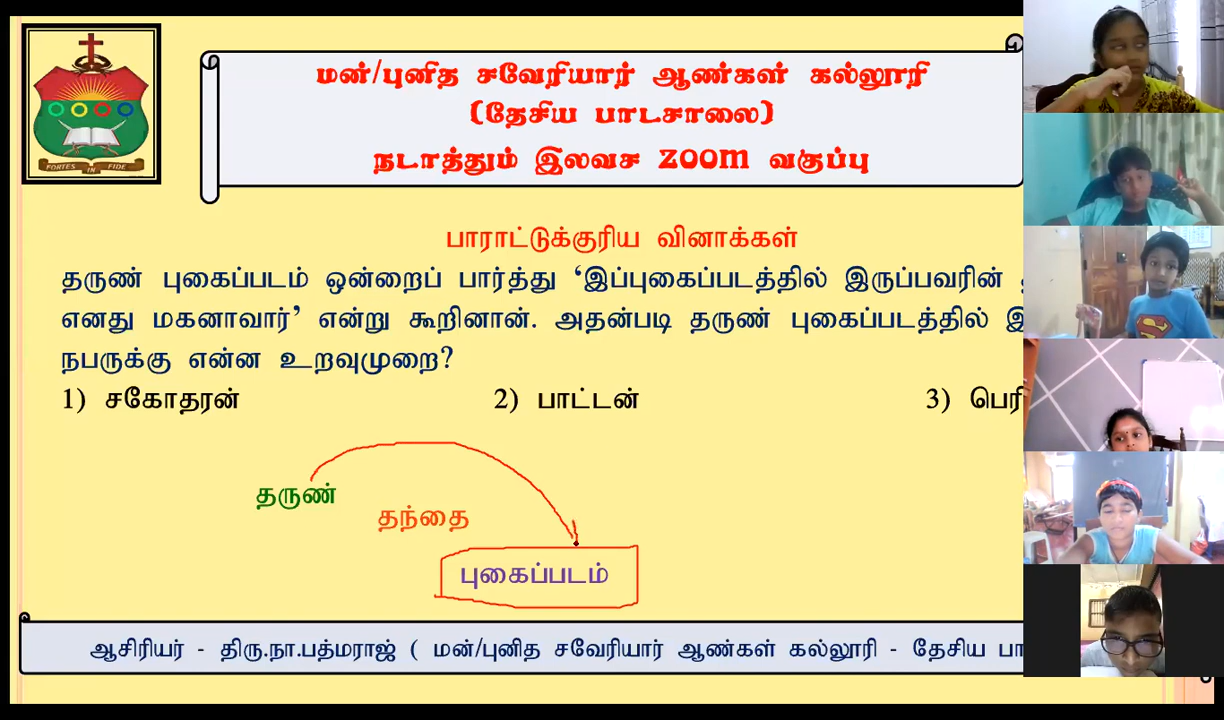 மன்/புனித சவேரியார் ஆண்கள் கல்லூரி
(தேசிய பாடசாலை)
நடாத்தும் இலவச ZOOM வகுப்பு
FORTES IN FIDE
பாராட்டுக்குரிய வினாக்கள்
தருண் புகைப்படம் ஒன்றைப் பார்த்து ‘இப்புகைப்படத்தில் இருப்பவரின்
எனது மகனாவார்’ என்று கூறினான். அதன்படி தருண் புகைப்படத்தில்
நபருக்கு என்ன உறவுமுறை?
1) சகோதரன் 2) பாட்டன் 3) பெரி
தருண்
தந்தை
புகைப்படம்
ஆசிரியர் - திரு.நா.பத்மராஜ் ( மன்/புனித சவேரியார் ஆண்கள் கல்லூரி - தேசிய பா